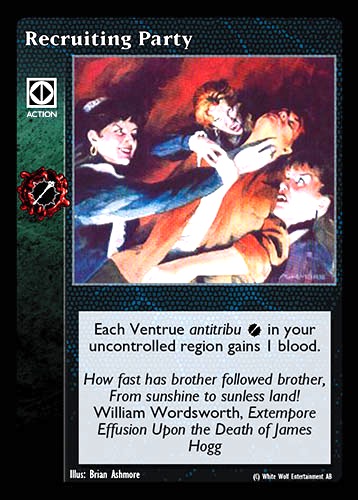 Recruiting Party
ACTION
ASHMORE
Each Ventrue antitribu in your
uncontrolled region gains 1 blood.
How fast has brother followed brother,
From sunshine to sunless land!
William Wordsworth, Extempore
Effusion Upon the Death of James
Hogg
Illus: Brian Ashmore
(C) White Wolf Entertainment AB